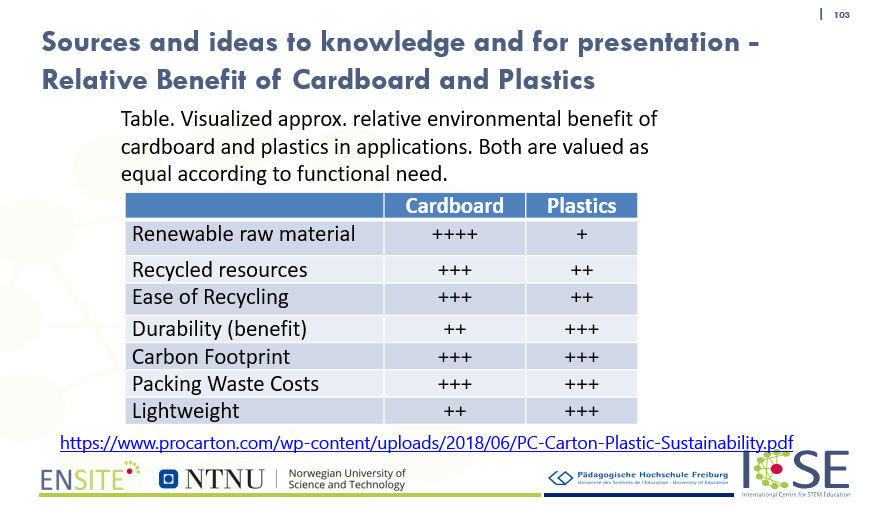 103
Sources and ideas to knowledge and for presentation -
Relative Benefit of Cardboard and Plastics
Table. Visualized approx. relative environmental benefit of
cardboard and plastics in applications. Both are valued as
equal according to functional need.
Cardboard Plastics
Renewable raw material ++++ +
Recycled resources +++ ++
Ease of Recycling +++ ++
Durability (benefit) ++ +++
Carbon Footprint +++ +++
Packing Waste Costs +++ +++
Lightweight ++ +++
https://www.procarton.com/wp-content/uploads/2018/06/PC-Carton-Plastic-Sustainability.pdf
ENSITE
NTNU
Norwegian University of
Science and Technology
Pädagogische Hochschule Freiburg
Université des Sciences de l'Education · University of Education
ICSE
International Centre for STEM Education